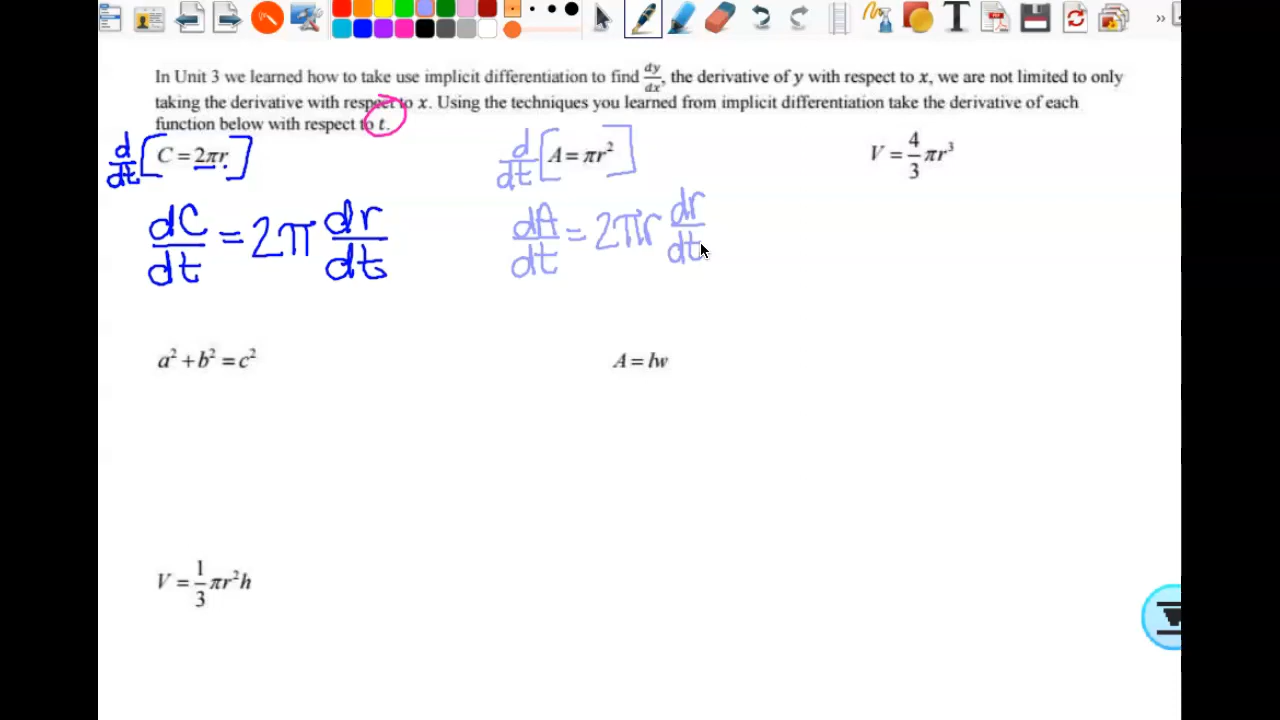 In Unit 3 we learned how to take use implicit differentiation to find dy/dx, the derivative of y with respect to x, we are not limited to only
taking the derivative with respect to x. Using the techniques you learned from implicit differentiation take the derivative of each
function below with respect to t.
d/dt [C = 2πr]
d/dt [A = πr²]
V = 4/3 πr³
dC/dt = 2π dr/dt
dA/dt = 2πr dr/dt
a² + b² = c²
A = hw
V = 1/3 πr²h